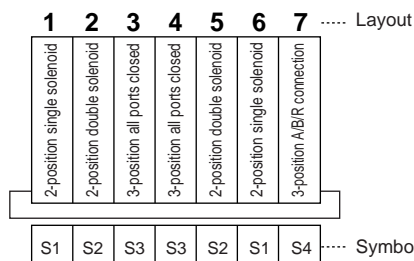 1 2 3 4 5 6 7 Layout
2-position single solenoid
2-position double solenoid
3-position all ports closed
3-position all ports closed
2-position double solenoid
2-position single solenoid
3-position A/B/R connection
S1 S2 S3 S3 S2 S1 S4 Symbo